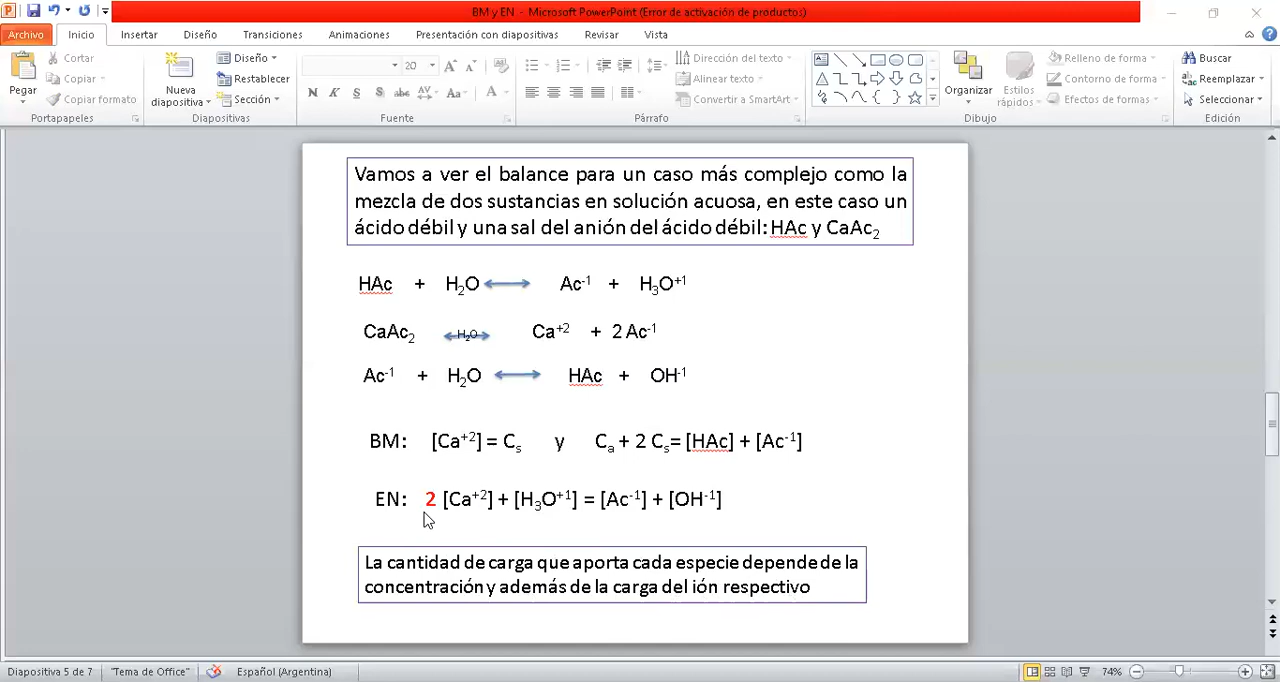 BM y EN - Microsoft PowerPoint (Error de activación de productos)
Archivo Inicio Insertar Diseño Transiciones Animaciones Presentación con diapositivas Revisar Vista
Pegar
Cortar
Copiar
Copiar formato
Portapapeles
Nueva diapositiva
Diseño
Restablecer
Sección
Diapositivas
20
N K S S abc AV Aa A
Fuente
Párrafo
Dirección del texto
Alinear texto
Convertir a SmartArt
Organizar
Estilos rápidos
Relleno de forma
Contorno de forma
Efectos de formas
Dibujo
Buscar
Reemplazar
Seleccionar
Edición
Vamos a ver el balance para un caso más complejo como la
mezcla de dos sustancias en solución acuosa, en este caso un
ácido débil y una sal del anión del ácido débil: HAc y CaAc₂
HAc + H₂O ⟷ Ac⁻¹ + H₃O⁺¹
CaAc₂ ⟷ H₂O Ca⁺² + 2 Ac⁻¹
Ac⁻¹ + H₂O ⟷ HAc + OH⁻¹
BM: [Ca⁺²] = Cₛ y Cₐ + 2 Cₛ= [HAc] + [Ac⁻¹]
EN: 2 [Ca⁺²] + [H₃O⁺¹] = [Ac⁻¹] + [OH⁻¹]
La cantidad de carga que aporta cada especie depende de la
concentración y además de la carga del ión respectivo
Diapositiva 5 de 7 "Tema de Office" Español (Argentina) 74%